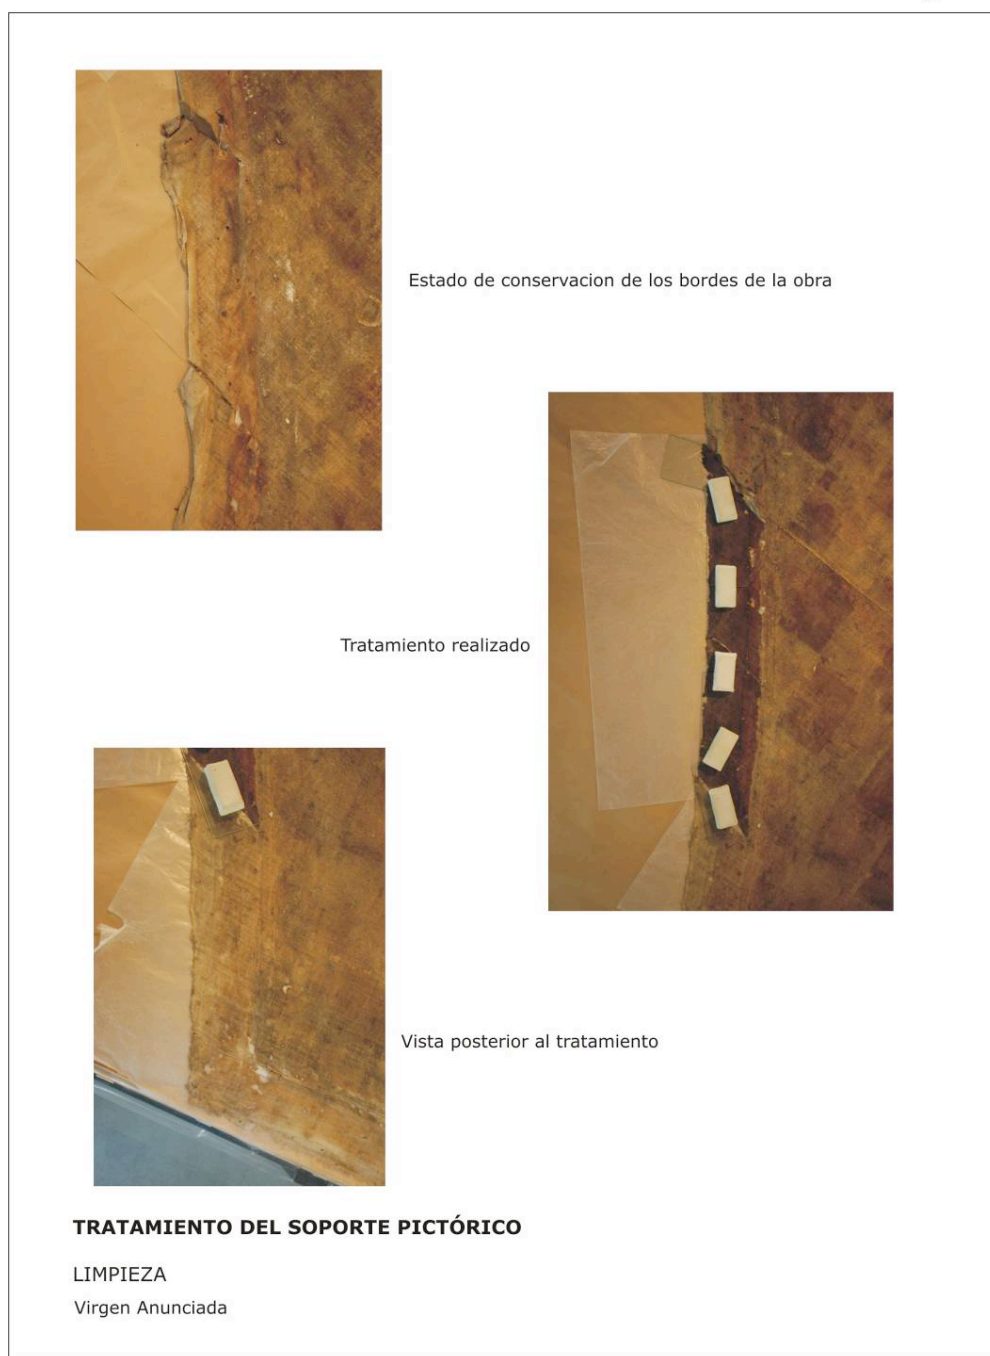 Estado de conservacion de los bordes de la obra
Tratamiento realizado
Vista posterior al tratamiento
TRATAMIENTO DEL SOPORTE PICTÓRICO
LIMPIEZA
Virgen Anunciada